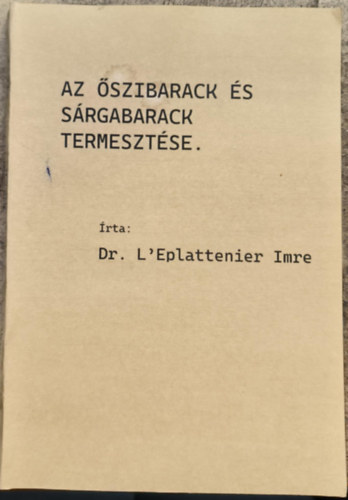 AZ ŐSZIBARACK ÉS
SÁRGABARACK
TERMESZTÉSE.
Írta:
Dr. L'Eplattenier Imre